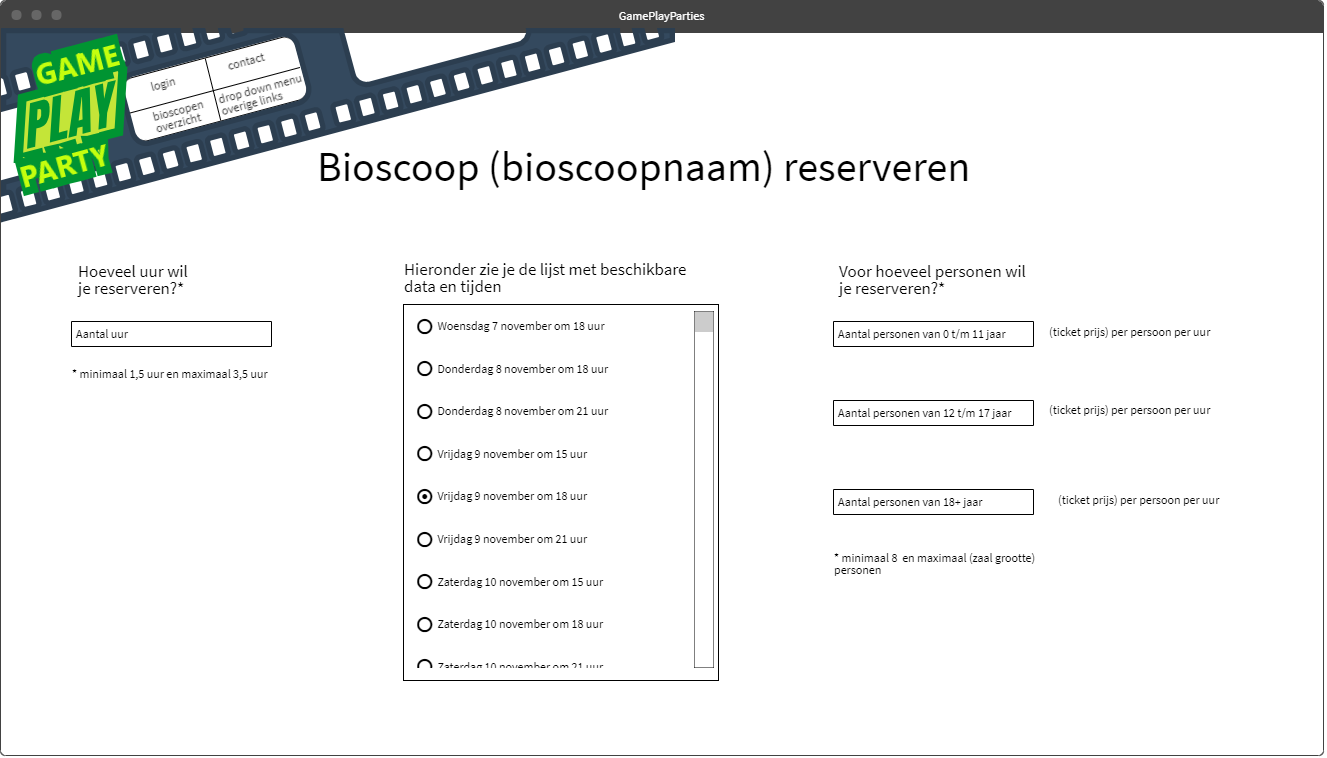 GamePlayParties
GAME
PLAY
PARTY
login
contact
bioscopen
overzicht
drop down menu
overige links
Bioscoop (bioscoopnaam) reserveren
Hoeveel uur wil
je reserveren?*
Aantal uur
* minimaal 1,5 uur en maximaal 3,5 uur
Hieronder zie je de lijst met beschikbare
data en tijden
Woensdag 7 november om 18 uur
Donderdag 8 november om 18 uur
Donderdag 8 november om 21 uur
Vrijdag 9 november om 15 uur
Vrijdag 9 november om 18 uur
Vrijdag 9 november om 21 uur
Zaterdag 10 november om 15 uur
Zaterdag 10 november om 18 uur
Zaterdag 10 november om 21 uur
Voor hoeveel personen wil
je reserveren?*
Aantal personen van 0 t/m 11 jaar
(ticket prijs) per persoon per uur
Aantal personen van 12 t/m 17 jaar
(ticket prijs) per persoon per uur
Aantal personen van 18+ jaar
(ticket prijs) per persoon per uur
* minimaal 8 en maximaal (zaal grootte)
personen